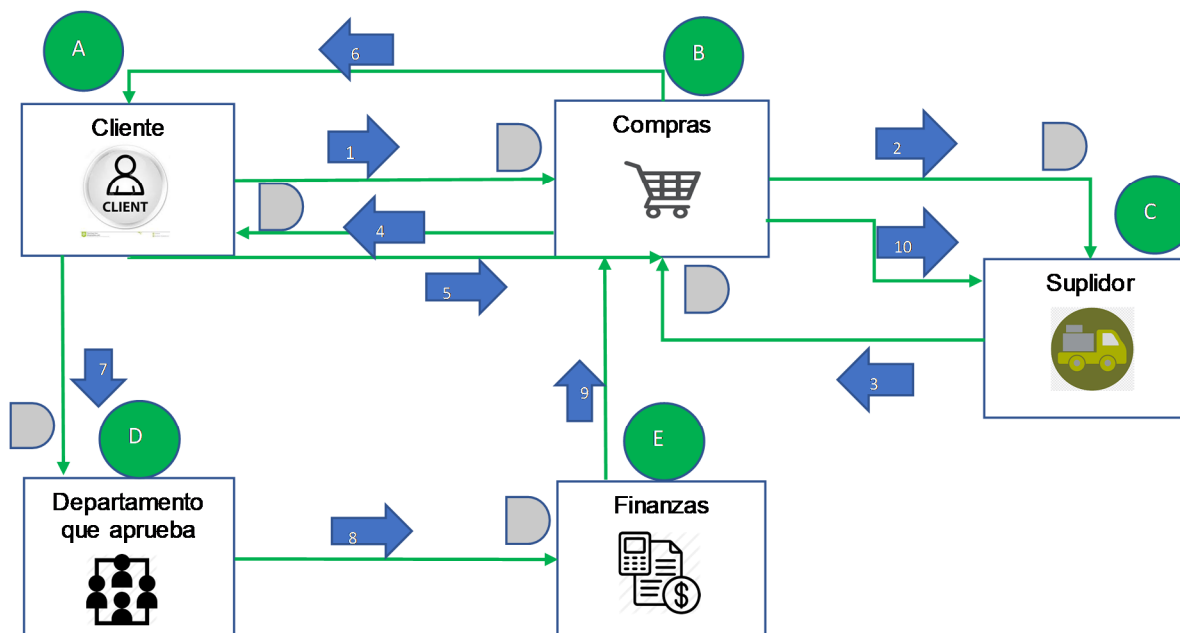 A
6
B
Cliente
CLIENT
1
Compras
2
C
4
10
5
Suplidor
3
7
9
D
E
Departamento
que aprueba
8
Finanzas
$